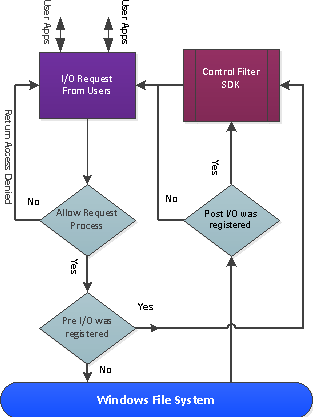 User Apps
User Apps
I/O Request
From Users
Control Filter
SDK
Return Access Denied
No
Allow Request
Process
Yes
No
Yes
Post I/O was
registered
Pre I/O was
registered
Yes
No
Windows File System